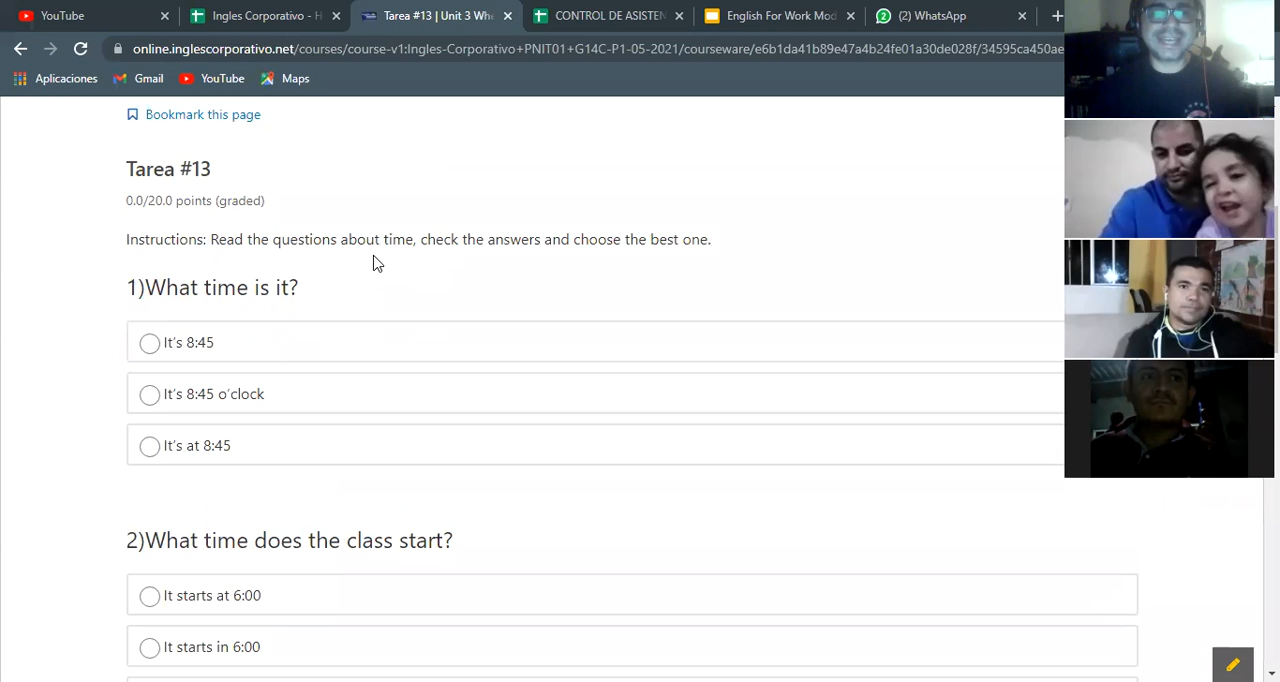 YouTube
Ingles Corporativo - H
Tarea #13 | Unit 3 Whe
CONTROL DE ASISTEN
English For Work Mod
(2) WhatsApp
online.inglescorporativo.net/courses/course-v1:Ingles-Corporativo+PNIT01+G14C-P1-05-2021/courseware/e6b1da41b89e47a4b24fe01a30de028f/34595ca450ae
Aplicaciones
Gmail
YouTube
Maps
Bookmark this page
Tarea #13
0.0/20.0 points (graded)
Instructions: Read the questions about time, check the answers and choose the best one.
1)What time is it?
It's 8:45
It's 8:45 o'clock
It's at 8:45
2)What time does the class start?
It starts at 6:00
It starts in 6:00